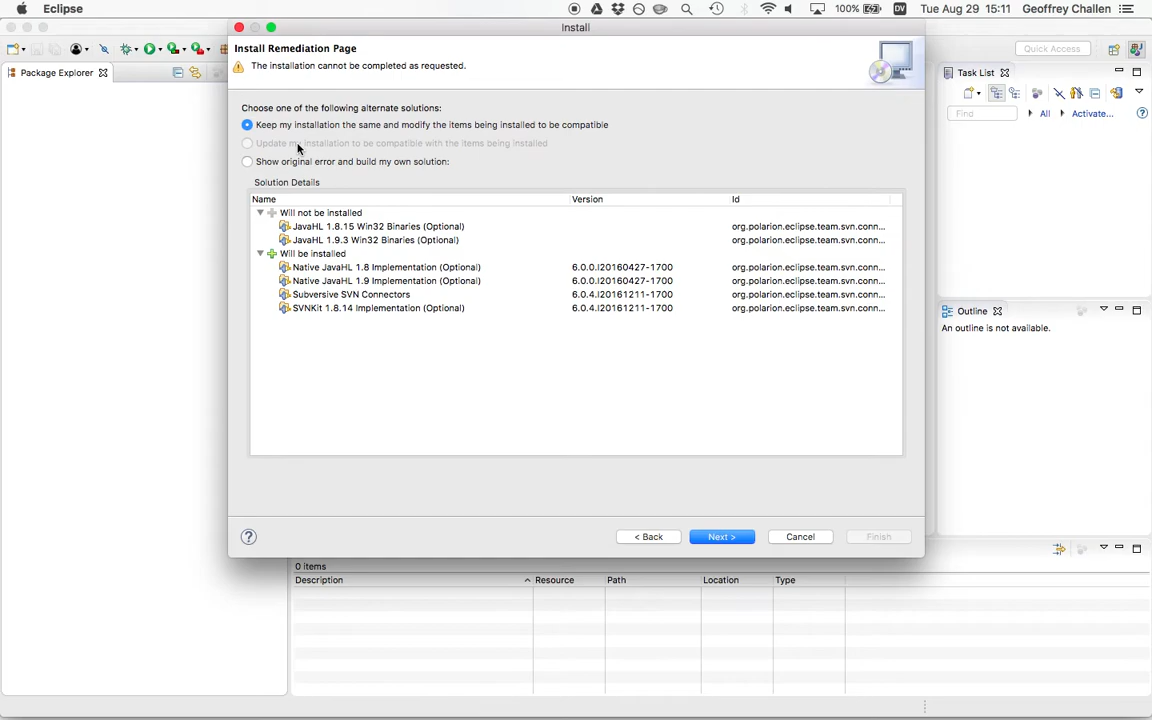 Eclipse
100%
DV
Tue Aug 29 15:11
Geoffrey Challen
Install
Quick Access
Package Explorer
Install Remediation Page
The installation cannot be completed as requested.
Task List
Find
All
Activate...
Choose one of the following alternate solutions:
Keep my installation the same and modify the items being installed to be compatible
Update my installation to be compatible with the items being installed
Show original error and build my own solution:
Solution Details
Name Version Id
Will not be installed
JavaHL 1.8.15 Win32 Binaries (Optional) org.polarion.eclipse.team.svn.conn...
JavaHL 1.9.3 Win32 Binaries (Optional) org.polarion.eclipse.team.svn.conn...
Will be installed
Native JavaHL 1.8 Implementation (Optional) 6.0.0.I20160427-1700 org.polarion.eclipse.team.svn.conn...
Native JavaHL 1.9 Implementation (Optional) 6.0.0.I20160427-1700 org.polarion.eclipse.team.svn.conn...
Subversive SVN Connectors 6.0.4.I20161211-1700 org.polarion.eclipse.team.svn.conn...
SVNKit 1.8.14 Implementation (Optional) 6.0.4.I20161211-1700 org.polarion.eclipse.team.svn.conn...
Outline
An outline is not available.
?
< Back
Next >
Cancel
Finish
0 items
Description Resource Path Location Type